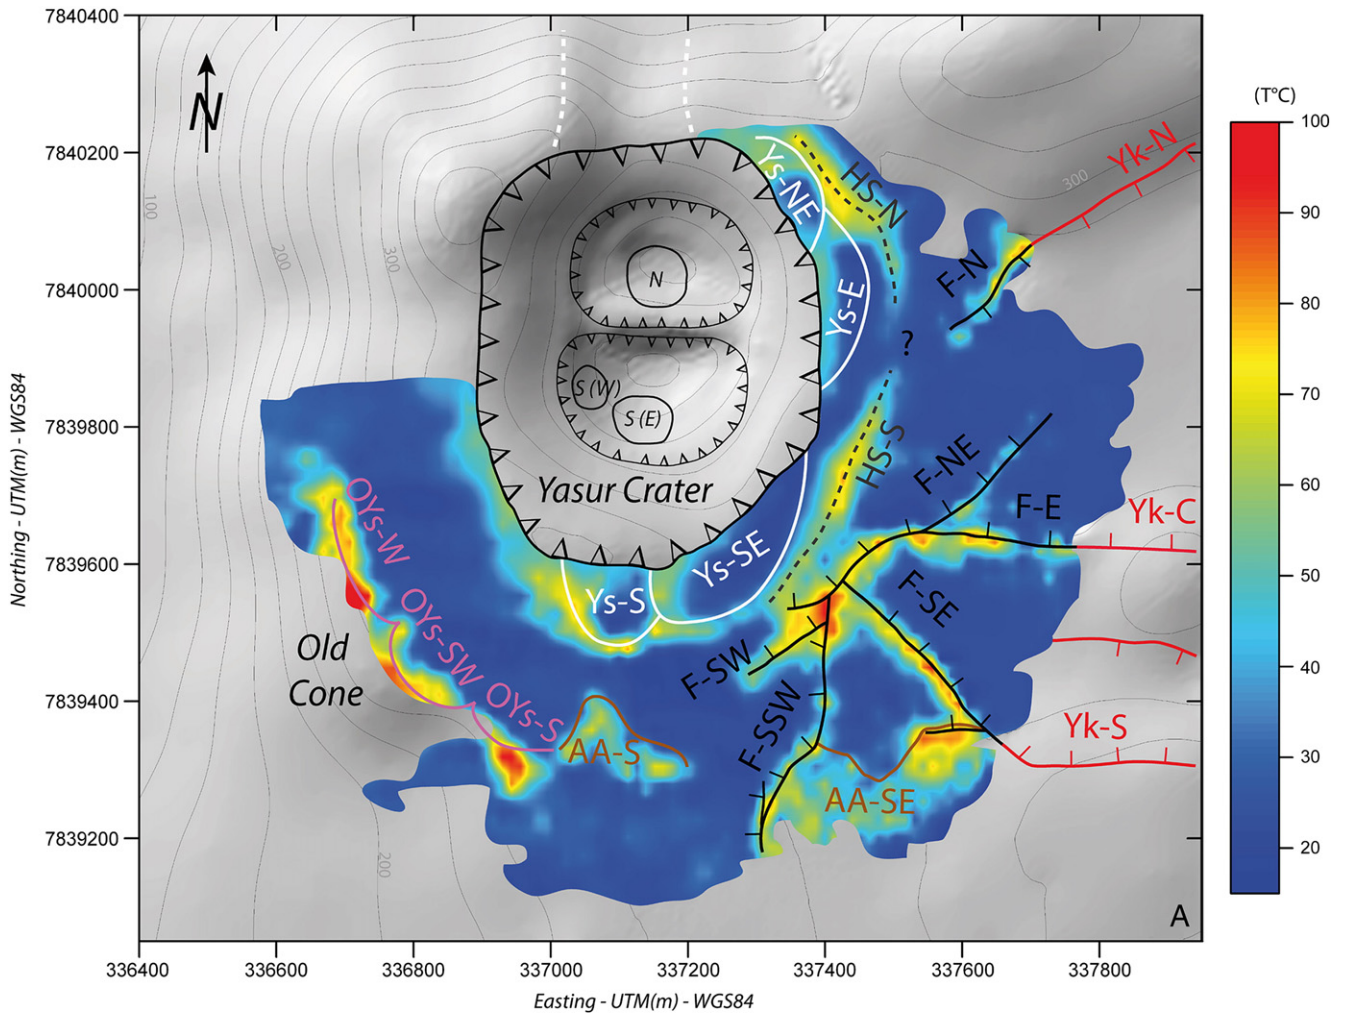 7840400
7840200
7840000
7839800
7839600
7839400
7839200
Northing - UTM(m) - WGS84
336400
336600
336800
337000
337200
337400
337600
337800
Easting - UTM(m) - WGS84
N
100
200
300
300
200
Ys-NE
HS-N
Yk-N
F-N
Ys-E
?
N
S (W)
S (E)
Yasur Crater
HS-S
F-NE
F-E
Yk-C
OYs-W
Ys-SE
Ys-S
F-SE
OYs-SW
Old
Cone
F-SW
OYs-S
AA-S
F-SSW
Yk-S
AA-SE
A
(T°C)
100
90
80
70
60
50
40
30
20